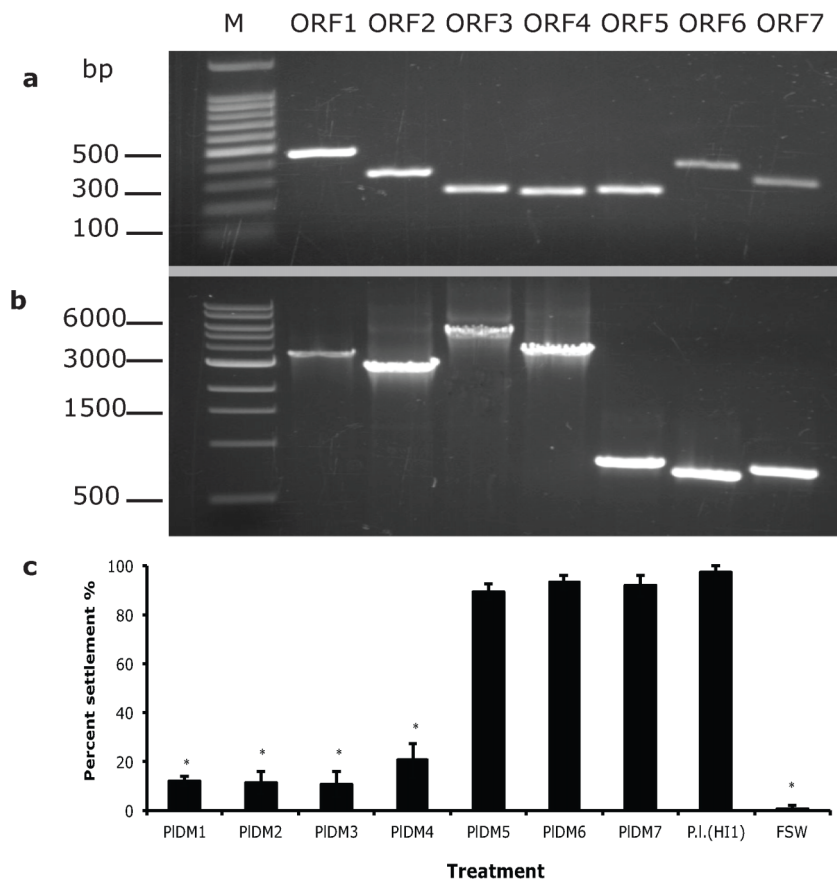 M ORF1 ORF2 ORF3 ORF4 ORF5 ORF6 ORF7
a
bp
500
300
100
b
6000
3000
1500
500
c
Percent settlement %
100
80
60
40
20
0
*
*
*
*
*
PlDM1 PlDM2 PlDM3 PlDM4 PlDM5 PlDM6 PlDM7 P.l.(HI1) FSW
Treatment